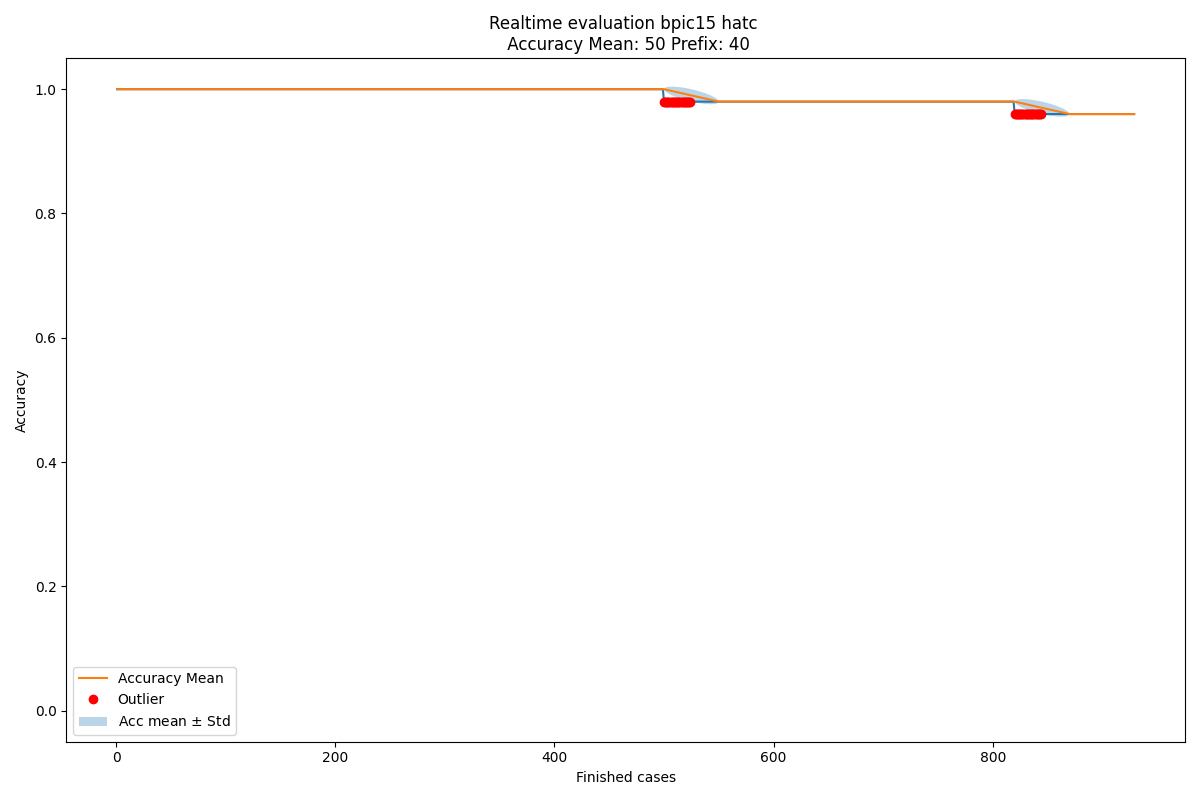 Realtime evaluation bpic15 hatc
Accuracy Mean: 50 Prefix: 40
1.0
0.8
0.6
0.4
0.2
0.0
Accuracy
Accuracy Mean
Outlier
Acc mean ± Std
0 200 400 600 800
Finished cases